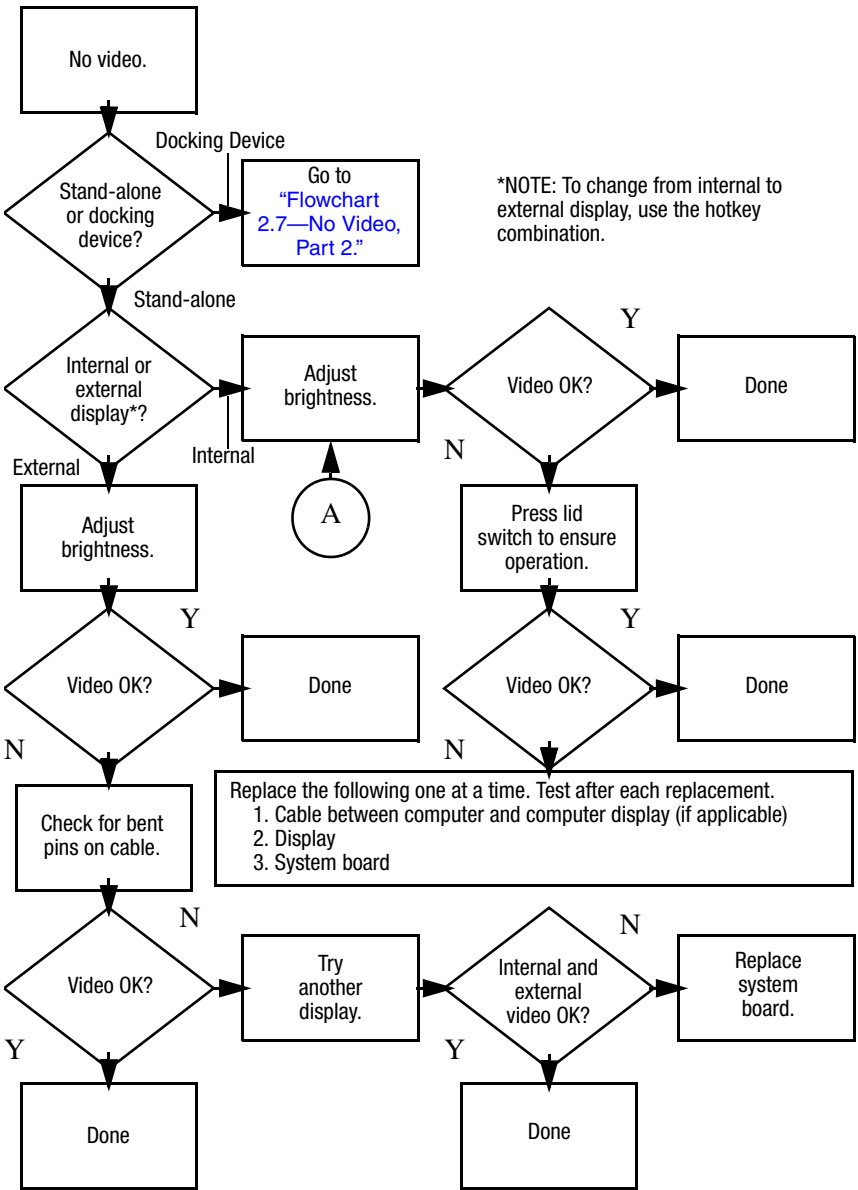 No video.
Docking Device
Stand-alone
or docking
device?
Go to
“Flowchart
2.7—No Video,
Part 2.”
*NOTE: To change from internal to
external display, use the hotkey
combination.
Stand-alone
Internal or
external
display*?
Internal
External
Adjust
brightness.
A
Video OK?
Y
Done
N
Press lid
switch to ensure
operation.
Video OK?
Y
Done
N
Replace the following one at a time. Test after each replacement.
1. Cable between computer and computer display (if applicable)
2. Display
3. System board
Adjust
brightness.
Video OK?
Y
Done
N
Check for bent
pins on cable.
Video OK?
N
Try
another
display.
Internal and
external
video OK?
N
Replace
system
board.
Y
Done
Y
Done